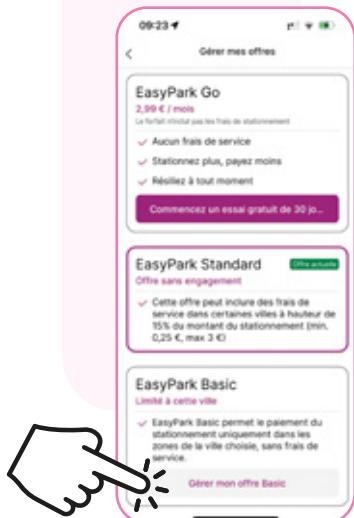 09:23
Gérer mes offres
EasyPark Go
2,99 € / mois
Le forfait n'inclut pas les frais de stationnement
Aucun frais de service
Stationnez plus, payez moins
Résiliez à tout moment
Commencez un essai gratuit de 30 jo...
EasyPark Standard
Offre actuelle
Offre sans engagement
Cette offre peut inclure des frais de
service dans certaines villes à hauteur de
15% du montant du stationnement (min.
0,25 €, max 3 €)
EasyPark Basic
Limité à cette ville
EasyPark Basic permet le paiement du
stationnement uniquement dans les
zones de la ville choisie, sans frais de
service.
Gérer mon offre Basic